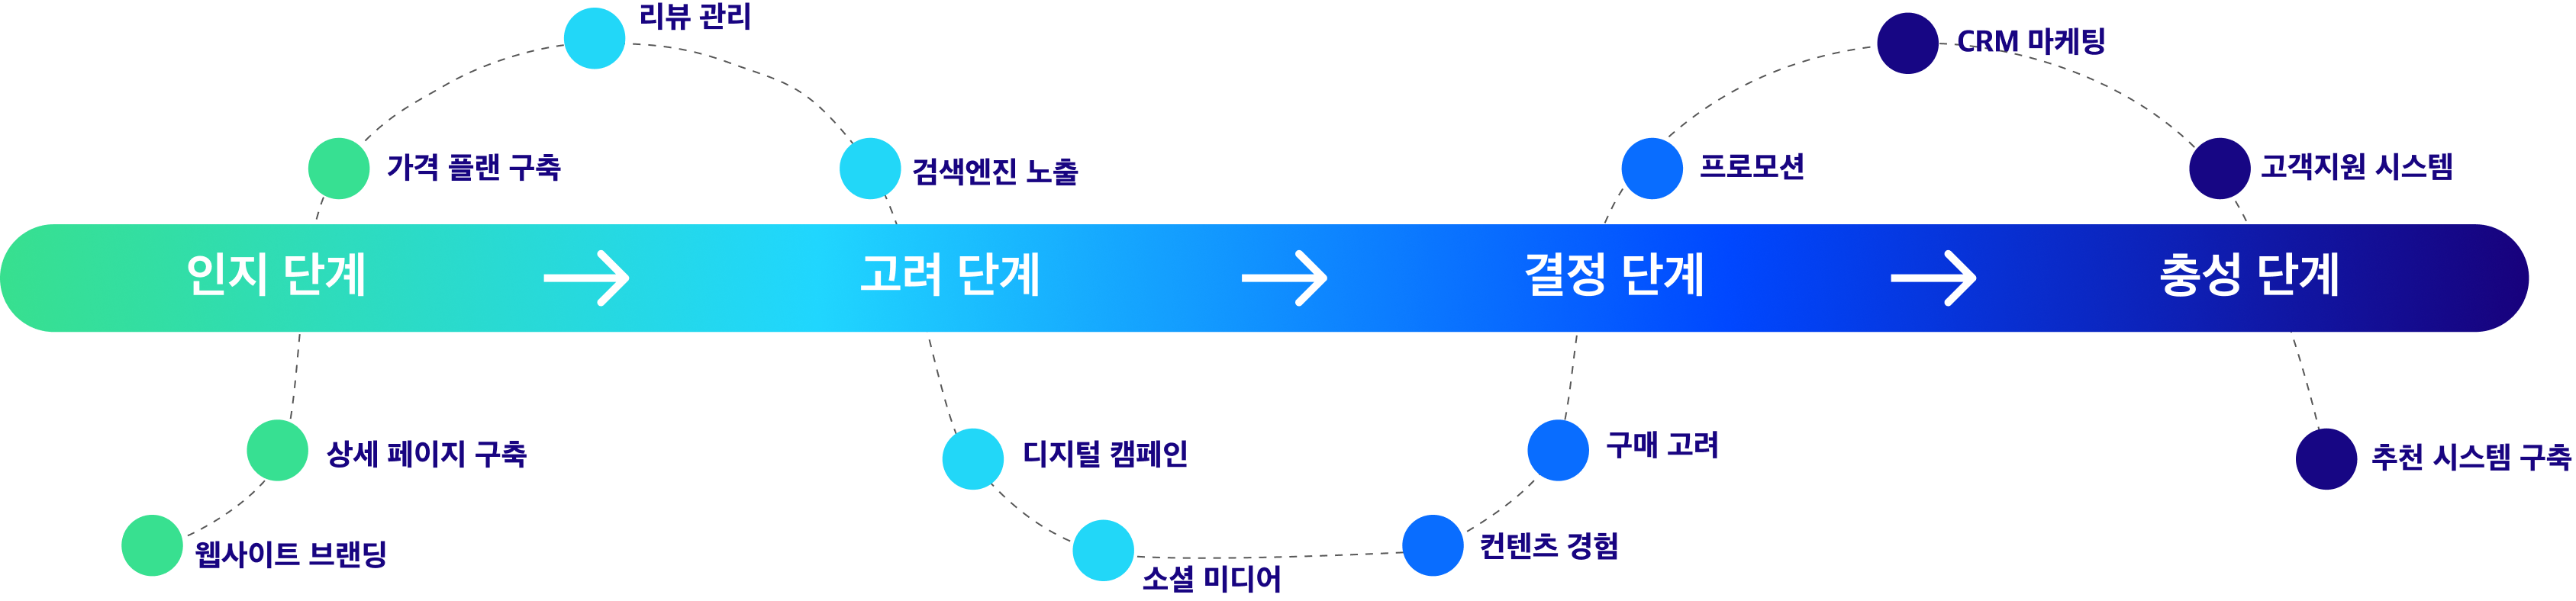 리뷰 관리
CRM 마케팅
가격 플랜 구축
검색엔진 노출
프로모션
고객지원 시스템
인지 단계
고려 단계
결정 단계
충성 단계
상세 페이지 구축
디지털 캠페인
구매 고려
추천 시스템 구축
웹사이트 브랜딩
소셜 미디어
컨텐츠 경험